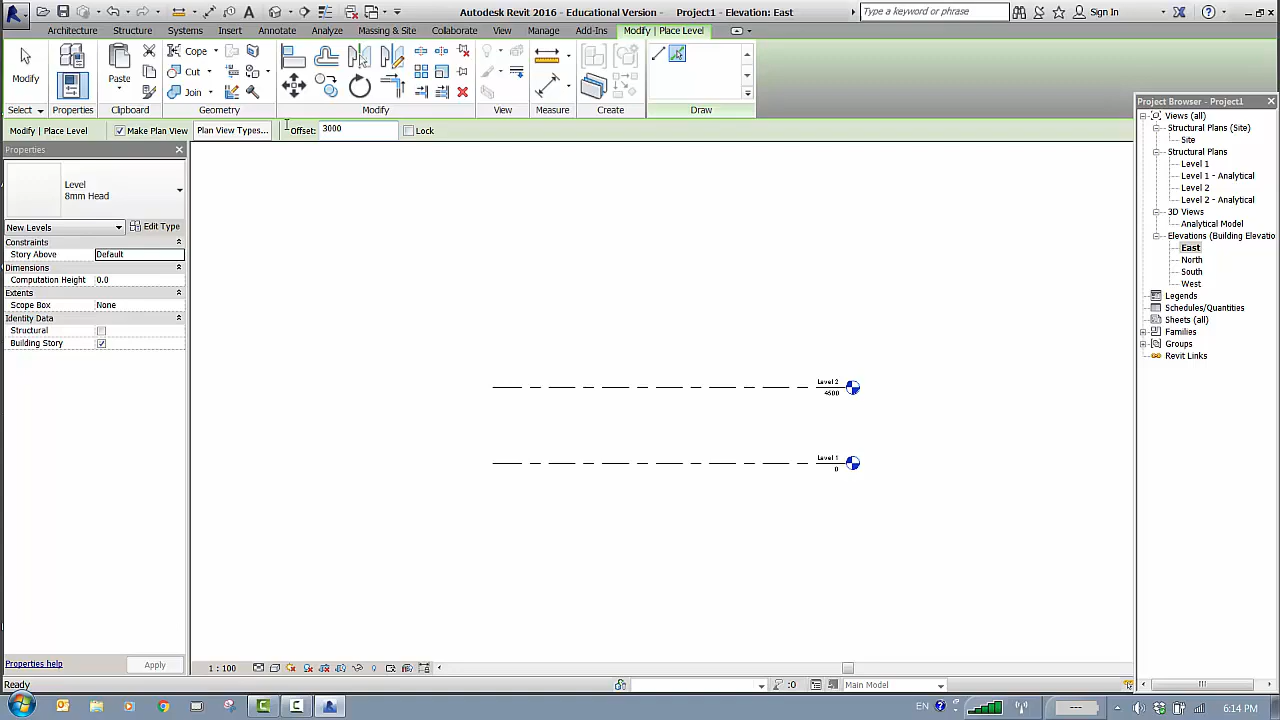 Autodesk Revit 2016 - Educational Version - Project1 - Elevation: East
Type a keyword or phrase
Sign In
Architecture Structure Systems Insert Annotate Analyze Massing & Site Collaborate View Manage Add-Ins Modify | Place Level
Modify
Cope
Cut
Join
Paste
Select Properties Clipboard Geometry Modify View Measure Create Draw
Modify | Place Level
Make Plan View
Plan View Types...
Offset: 3000
Lock
Properties
Level
8mm Head
New Levels
Edit Type
Constraints
Story Above Default
Dimensions
Computation Height 0.0
Extents
Scope Box None
Identity Data
Structural
Building Story
Properties help
Apply
Level 2
4500
Level 1
0
Project Browser - Project1
Views (all)
Structural Plans (Site)
Site
Structural Plans
Level 1
Level 1 - Analytical
Level 2
Level 2 - Analytical
3D Views
Analytical Model
Elevations (Building Elevatio
East
North
South
West
Legends
Schedules/Quantities
Sheets (all)
Families
Groups
Revit Links
1 : 100
Ready
:0
Main Model
EN
6:14 PM